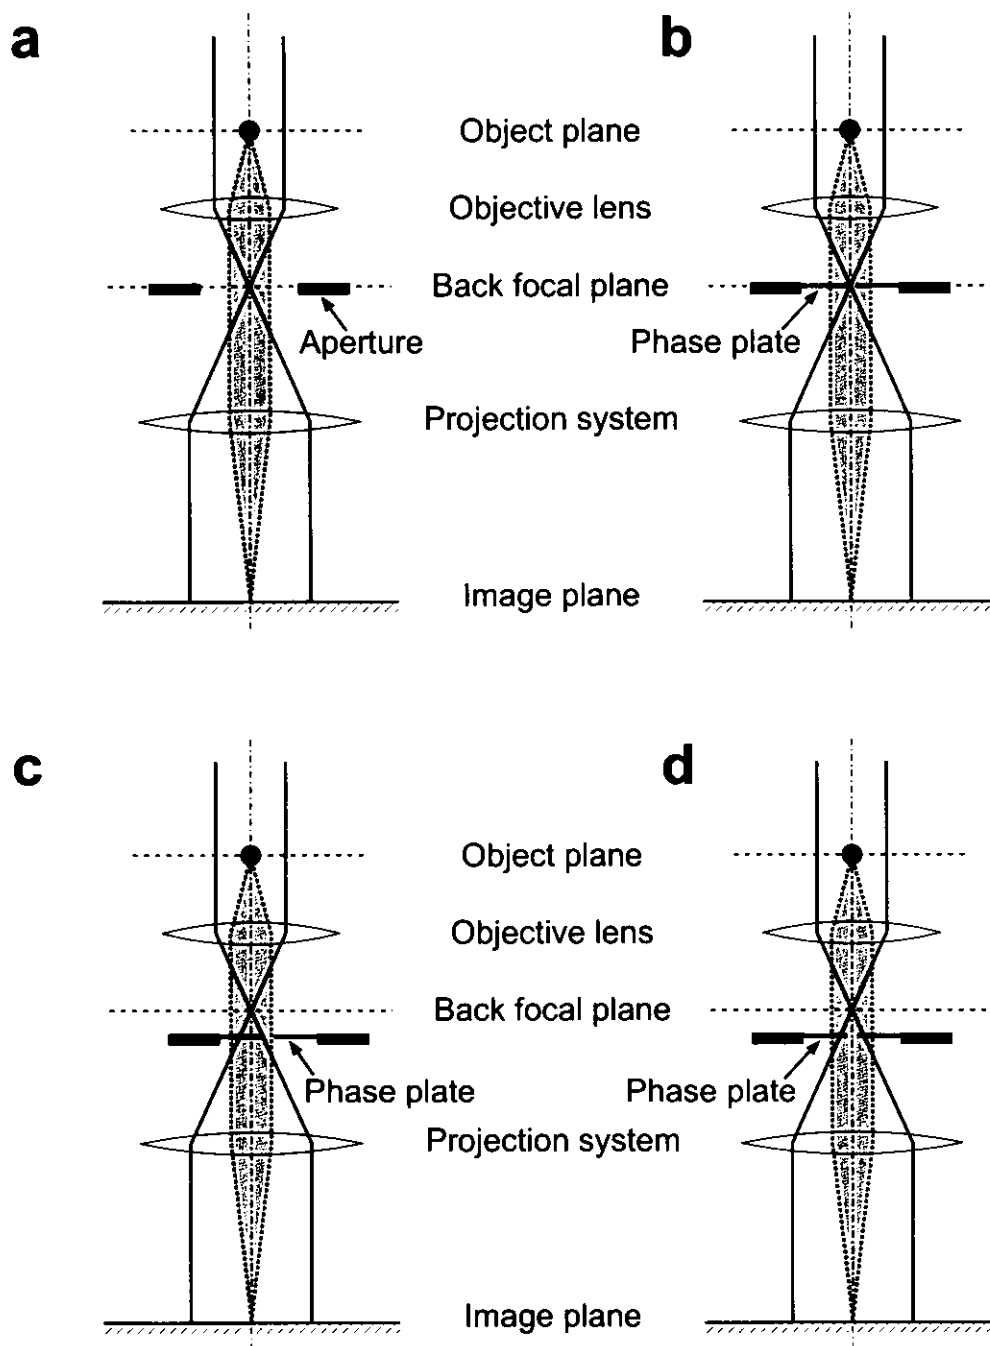 a
b
Object plane
Objective lens
Back focal plane
Aperture
Phase plate
Projection system
Image plane
c
d
Object plane
Objective lens
Back focal plane
Phase plate
Phase plate
Projection system
Image plane